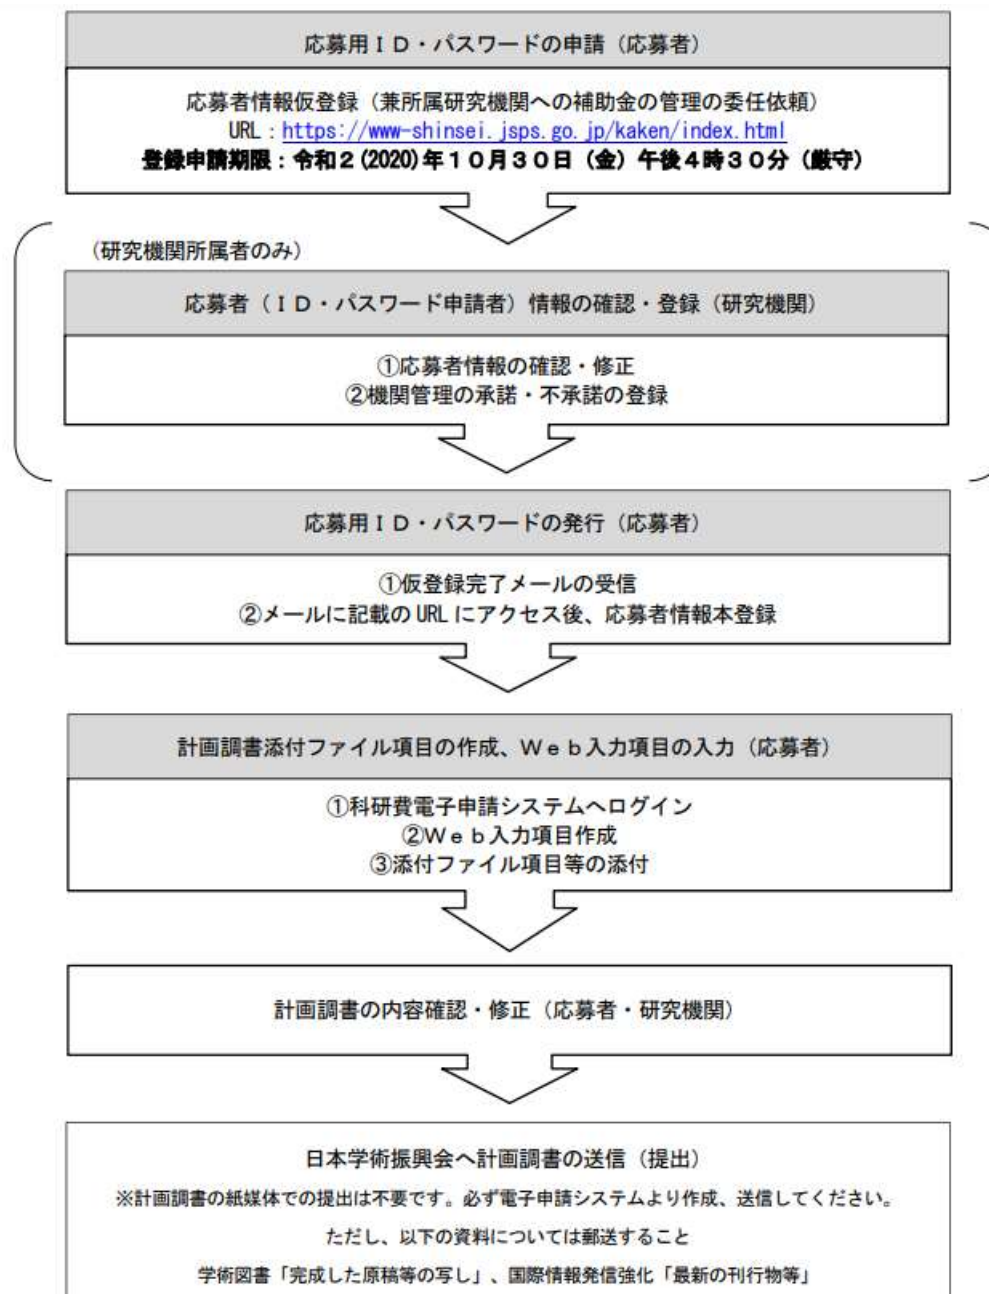 応募用ＩＤ・パスワードの申請（応募者）
応募者情報仮登録（兼所属研究機関への補助金の管理の委任依頼）
URL：https://www-shinsei.jsps.go.jp/kaken/index.html
登録申請期限：令和２(2020)年１０月３０日（金）午後４時３０分（厳守）
（研究機関所属者のみ）
応募者（ＩＤ・パスワード申請者）情報の確認・登録（研究機関）
①応募者情報の確認・修正
②機関管理の承諾・不承諾の登録
応募用ＩＤ・パスワードの発行（応募者）
①仮登録完了メールの受信
②メールに記載の URL にアクセス後、応募者情報本登録
計画調書添付ファイル項目の作成、Ｗｅｂ入力項目の入力（応募者）
①科研費電子申請システムへログイン
②Ｗｅｂ入力項目作成
③添付ファイル項目等の添付
計画調書の内容確認・修正（応募者・研究機関）
日本学術振興会へ計画調書の送信（提出）
※計画調書の紙媒体での提出は不要です。必ず電子申請システムより作成、送信してください。
ただし、以下の資料については郵送すること
学術図書「完成した原稿等の写し」、国際情報発信強化「最新の刊行物等」